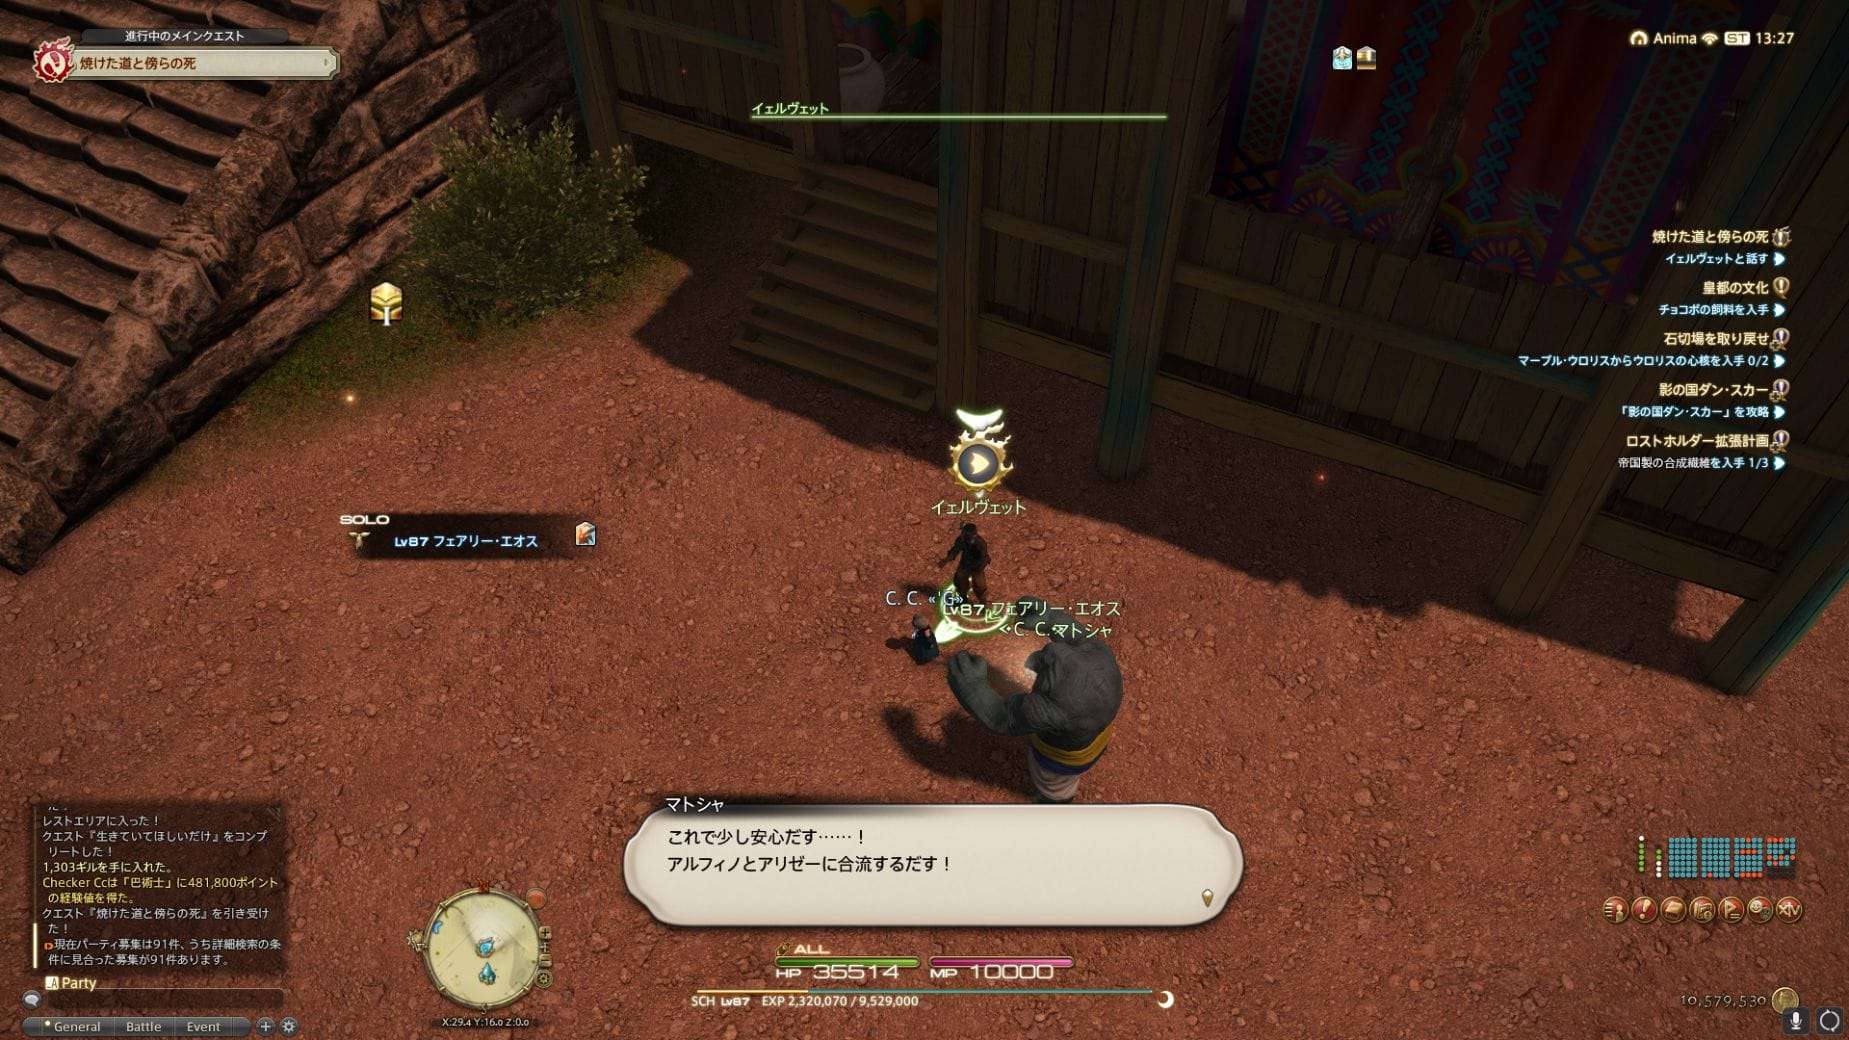 進行中のメインクエスト
焼けた道と傍らの死
Anima ST 13:27
イェルヴェット
焼けた道と傍らの死
イェルヴェットと話す
皇都の文化
チョコボの飼料を入手
石切場を取り戻せ
マーブル・ウロリスからウロリスの心核を入手 0/2
影の国ダン・スカー
「影の国ダン・スカー」を攻略
ロストホルダー拡張計画
帝国製の合成繊維を入手 1/3
イェルヴェット
SOLO
Lv87 フェアリー・エオス
C. C. «'G»
Lv87 フェアリー・エオス
«C. C.»
マトシャ
マトシャ
これで少し安心だす……！
アルフィノとアリゼーに合流するだす！
レストエリアに入った！
クエスト『生きていてほしいだけ』をコンプ
リートした！
1,303ギルを手に入れた。
Checker Ccは「巴術士」に481,800ポイント
の経験値を得た。
クエスト『焼けた道と傍らの死』を引き受け
た！
現在パーティ募集は91件、うち詳細検索の条
件に見合った募集が91件あります。
Party
General Battle Event
X:29.4 Y:16.0 Z:0.0
ALL
HP 35514 MP 10000
SCH Lv87 EXP 2,320,070 / 9,529,000
10,579,530
XIV